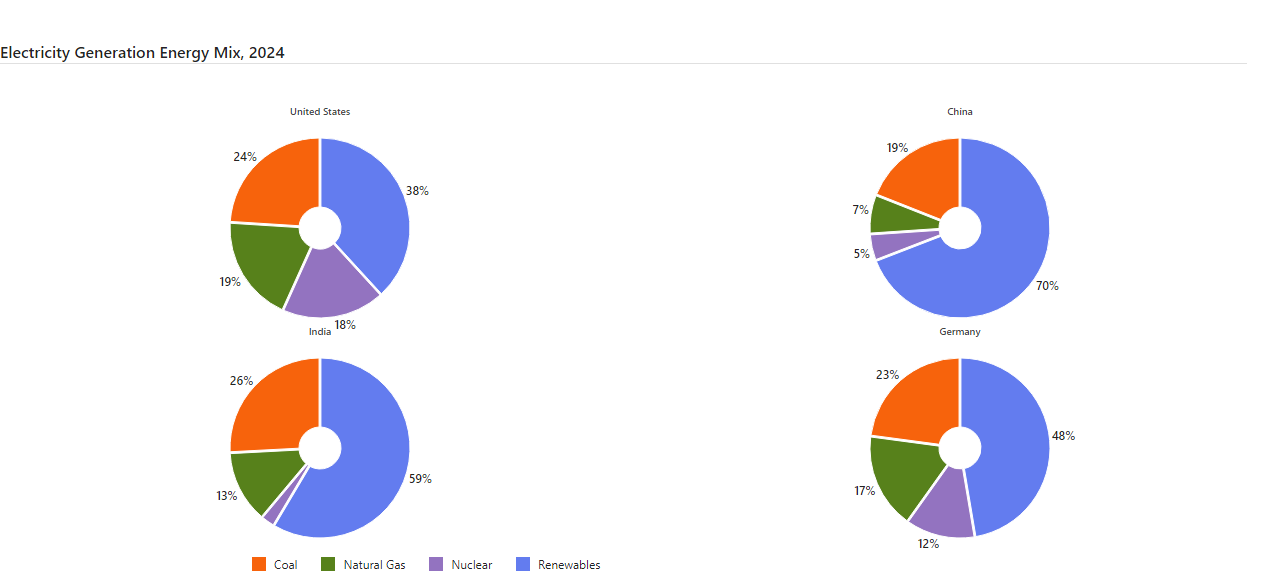 Electricity Generation Energy Mix, 2024
United States
24%
38%
19%
18%
China
19%
7%
5%
70%
India
26%
59%
13%
Germany
23%
48%
17%
12%
Coal Natural Gas Nuclear Renewables